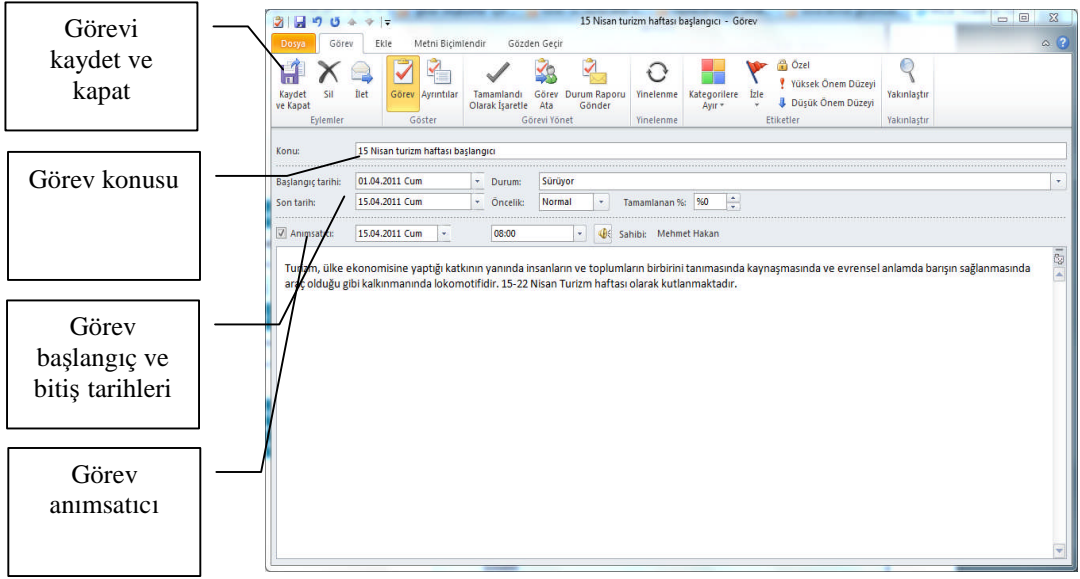 Görevi
kaydet ve
kapat
Görev konusu
Görev
başlangıç ve
bitiş tarihleri
Görev
anımsatıcı
15 Nisan turizm haftası başlangıcı - Görev
Dosya Görev Ekle Metni Biçimlendir Gözden Geçir
Kaydet ve Kapat
Sil
İlet
Eylemler
Görev
Ayrıntılar
Göster
Tamamlandı Olarak İşaretle
Görev Ata
Durum Raporu Gönder
Görevi Yönet
Yinelenme
Yinelenme
Kategorilere Ayır
İzle
Özel
Yüksek Önem Düzeyi
Düşük Önem Düzeyi
Etiketler
Yakınlaştır
Yakınlaştır
Konu: 15 Nisan turizm haftası başlangıcı
Başlangıç tarihi: 01.04.2011 Cum Durum: Sürüyor
Son tarih: 15.04.2011 Cum Öncelik: Normal Tamamlanan %: %0
Anımsatıcı: 15.04.2011 Cum 08:00 Sahibi: Mehmet Hakan
Turizm, ülke ekonomisine yaptığı katkının yanında insanların ve toplumların birbirini tanımasında kaynaşmasında ve evrensel anlamda barışın sağlanmasında
araç olduğu gibi kalkınmanında lokomotifidir. 15-22 Nisan Turizm haftası olarak kutlanmaktadır.